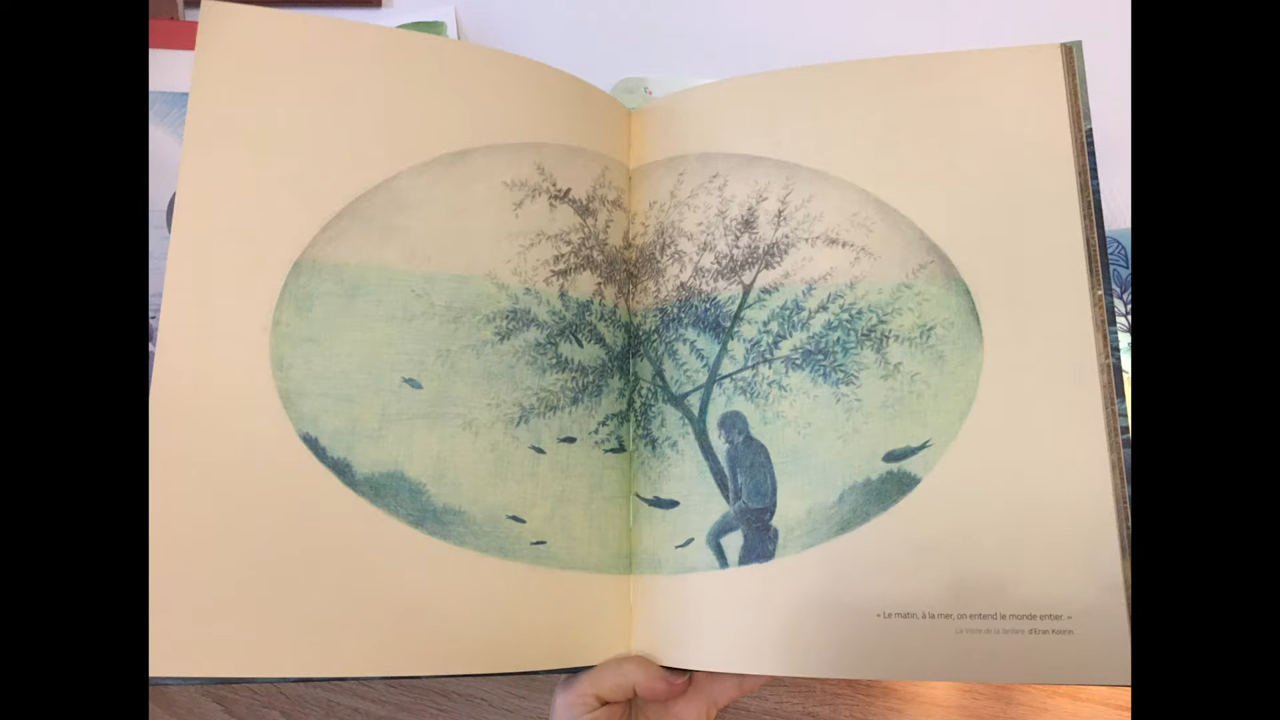 « Le matin, à la mer, on entend le monde entier. »
La Visite de la fanfare d'Eran Kolirin